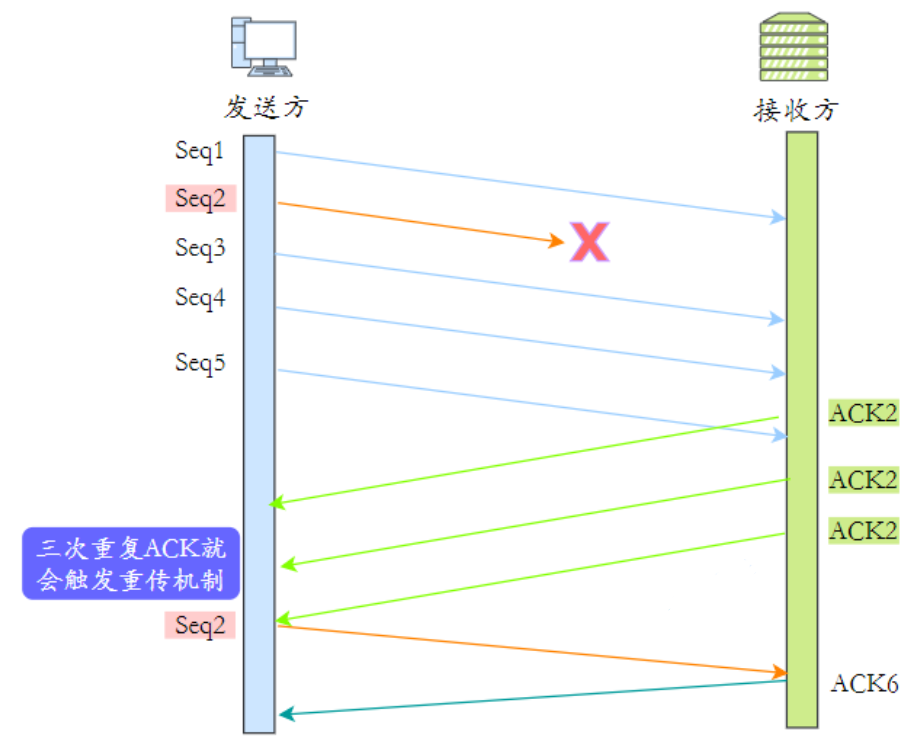 发送方
接收方
Seq1
Seq2
Seq3
Seq4
Seq5
ACK2
ACK2
ACK2
三次重复ACK就
会触发重传机制
Seq2
ACK6